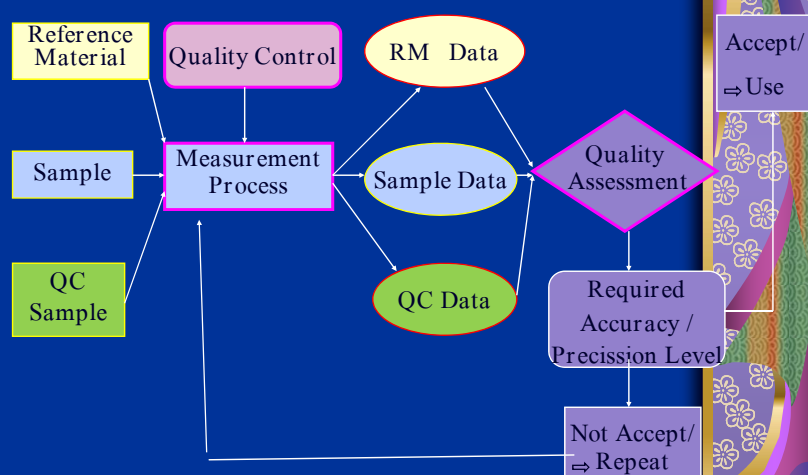 Reference
Material
Quality Control
RM Data
Accept/
⇨ Use
Sample
Measurement
Process
Sample Data
Quality
Assessment
QC
Sample
QC Data
Required
Accuracy /
Precission Level
Not Accept/
⇨ Repeat